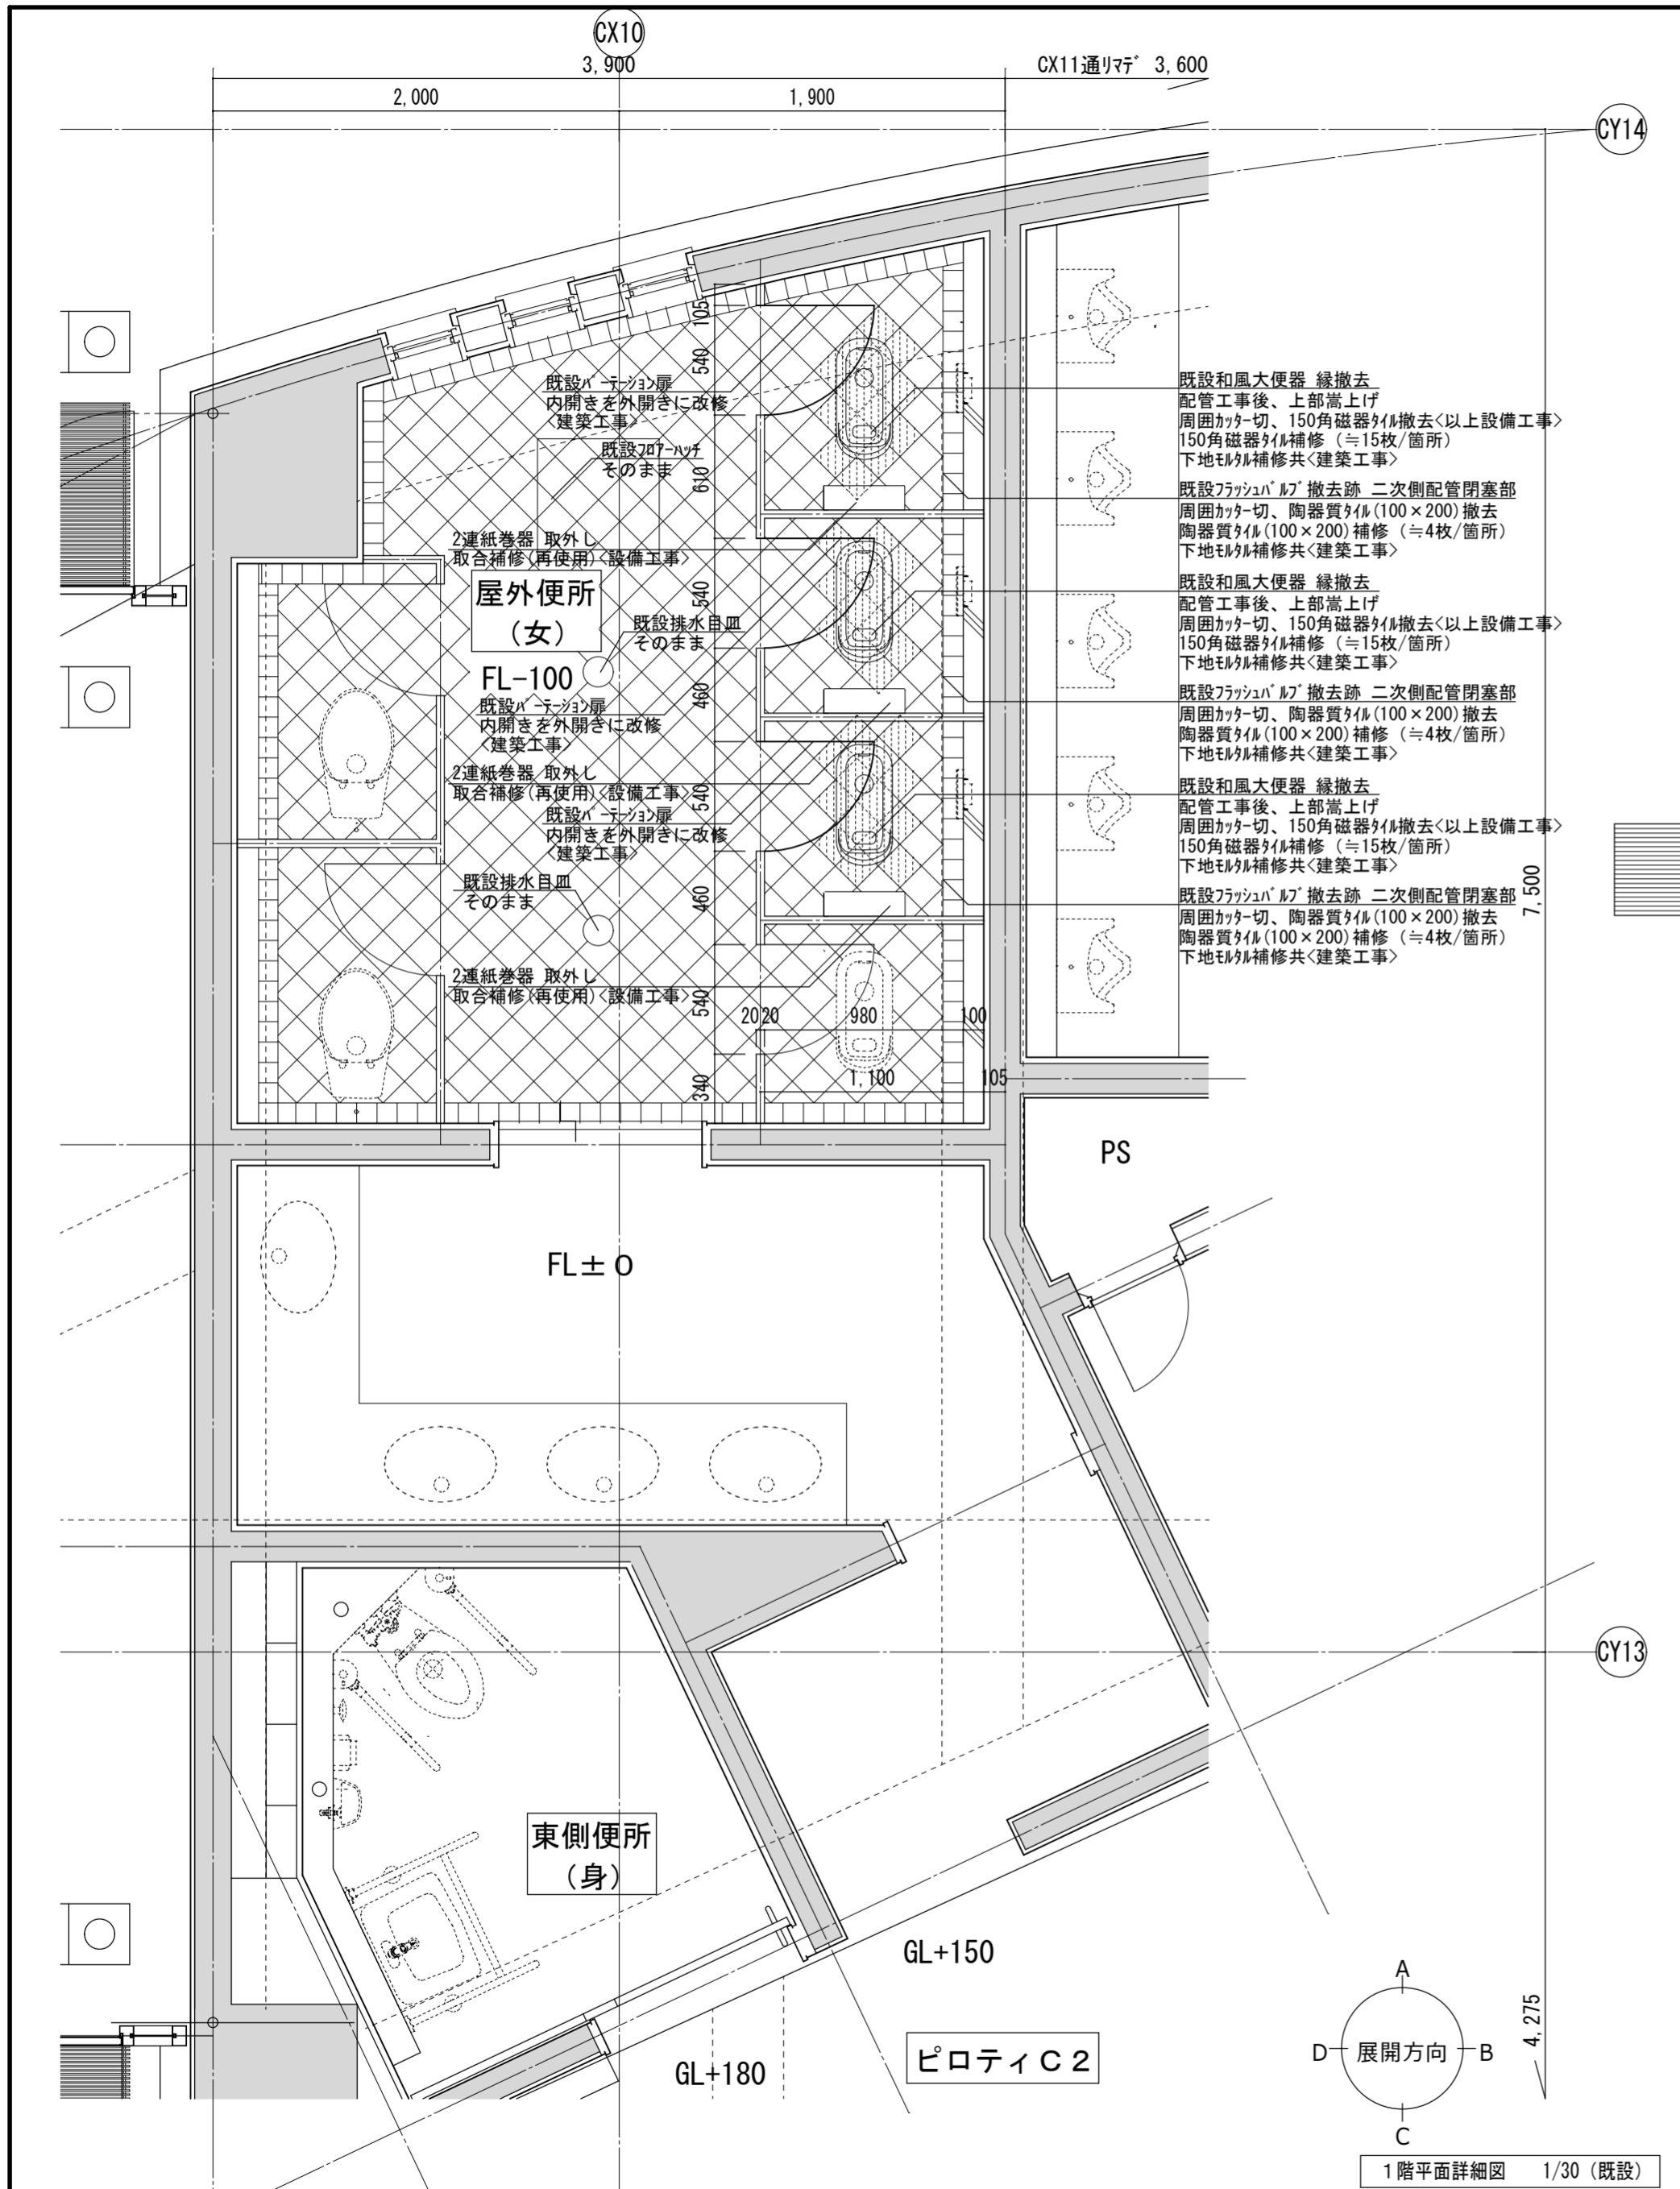 CX10
3,900
CX11通リマデ 3,600
2,000
1,900
CY14
105
540
610
540
460
540
460
540
340
既設パーテーション扉
内開きを外開きに改修
<建築工事>
既設フロアーハッチ
そのまま
2連紙巻器 取外し
取合補修(再使用)<設備工事>
屋外便所
(女)
既設排水目皿
そのまま
FL-100
既設パーテーション扉
内開きを外開きに改修
<建築工事>
2連紙巻器 取外し
取合補修(再使用)<設備工事>
既設パーテーション扉
内開きを外開きに改修
<建築工事>
既設排水目皿
そのまま
2連紙巻器 取外し
取合補修(再使用)<設備工事>
2020
980
100
1,100
105
既設和風大便器 縁撤去
配管工事後、上部嵩上げ
周囲カッター切、150角磁器タイル撤去<以上設備工事>
150角磁器タイル補修(≒15枚/箇所)
下地モルタル補修共<建築工事>
既設フラッシュバルブ撤去跡 二次側配管閉塞部
周囲カッター切、陶器質タイル(100×200)撤去
陶器質タイル(100×200)補修(≒4枚/箇所)
下地モルタル補修共<建築工事>
既設和風大便器 縁撤去
配管工事後、上部嵩上げ
周囲カッター切、150角磁器タイル撤去<以上設備工事>
150角磁器タイル補修(≒15枚/箇所)
下地モルタル補修共<建築工事>
既設フラッシュバルブ撤去跡 二次側配管閉塞部
周囲カッター切、陶器質タイル(100×200)撤去
陶器質タイル(100×200)補修(≒4枚/箇所)
下地モルタル補修共<建築工事>
既設和風大便器 縁撤去
配管工事後、上部嵩上げ
周囲カッター切、150角磁器タイル撤去<以上設備工事>
150角磁器タイル補修(≒15枚/箇所)
下地モルタル補修共<建築工事>
既設フラッシュバルブ撤去跡 二次側配管閉塞部
周囲カッター切、陶器質タイル(100×200)撤去
陶器質タイル(100×200)補修(≒4枚/箇所)
下地モルタル補修共<建築工事>
7,500
PS
FL±0
CY13
東側便所
(身)
GL+150
GL+180
ピロティC2
A
D
展開方向
B
C
4,275
1階平面詳細図 1/30(既設)